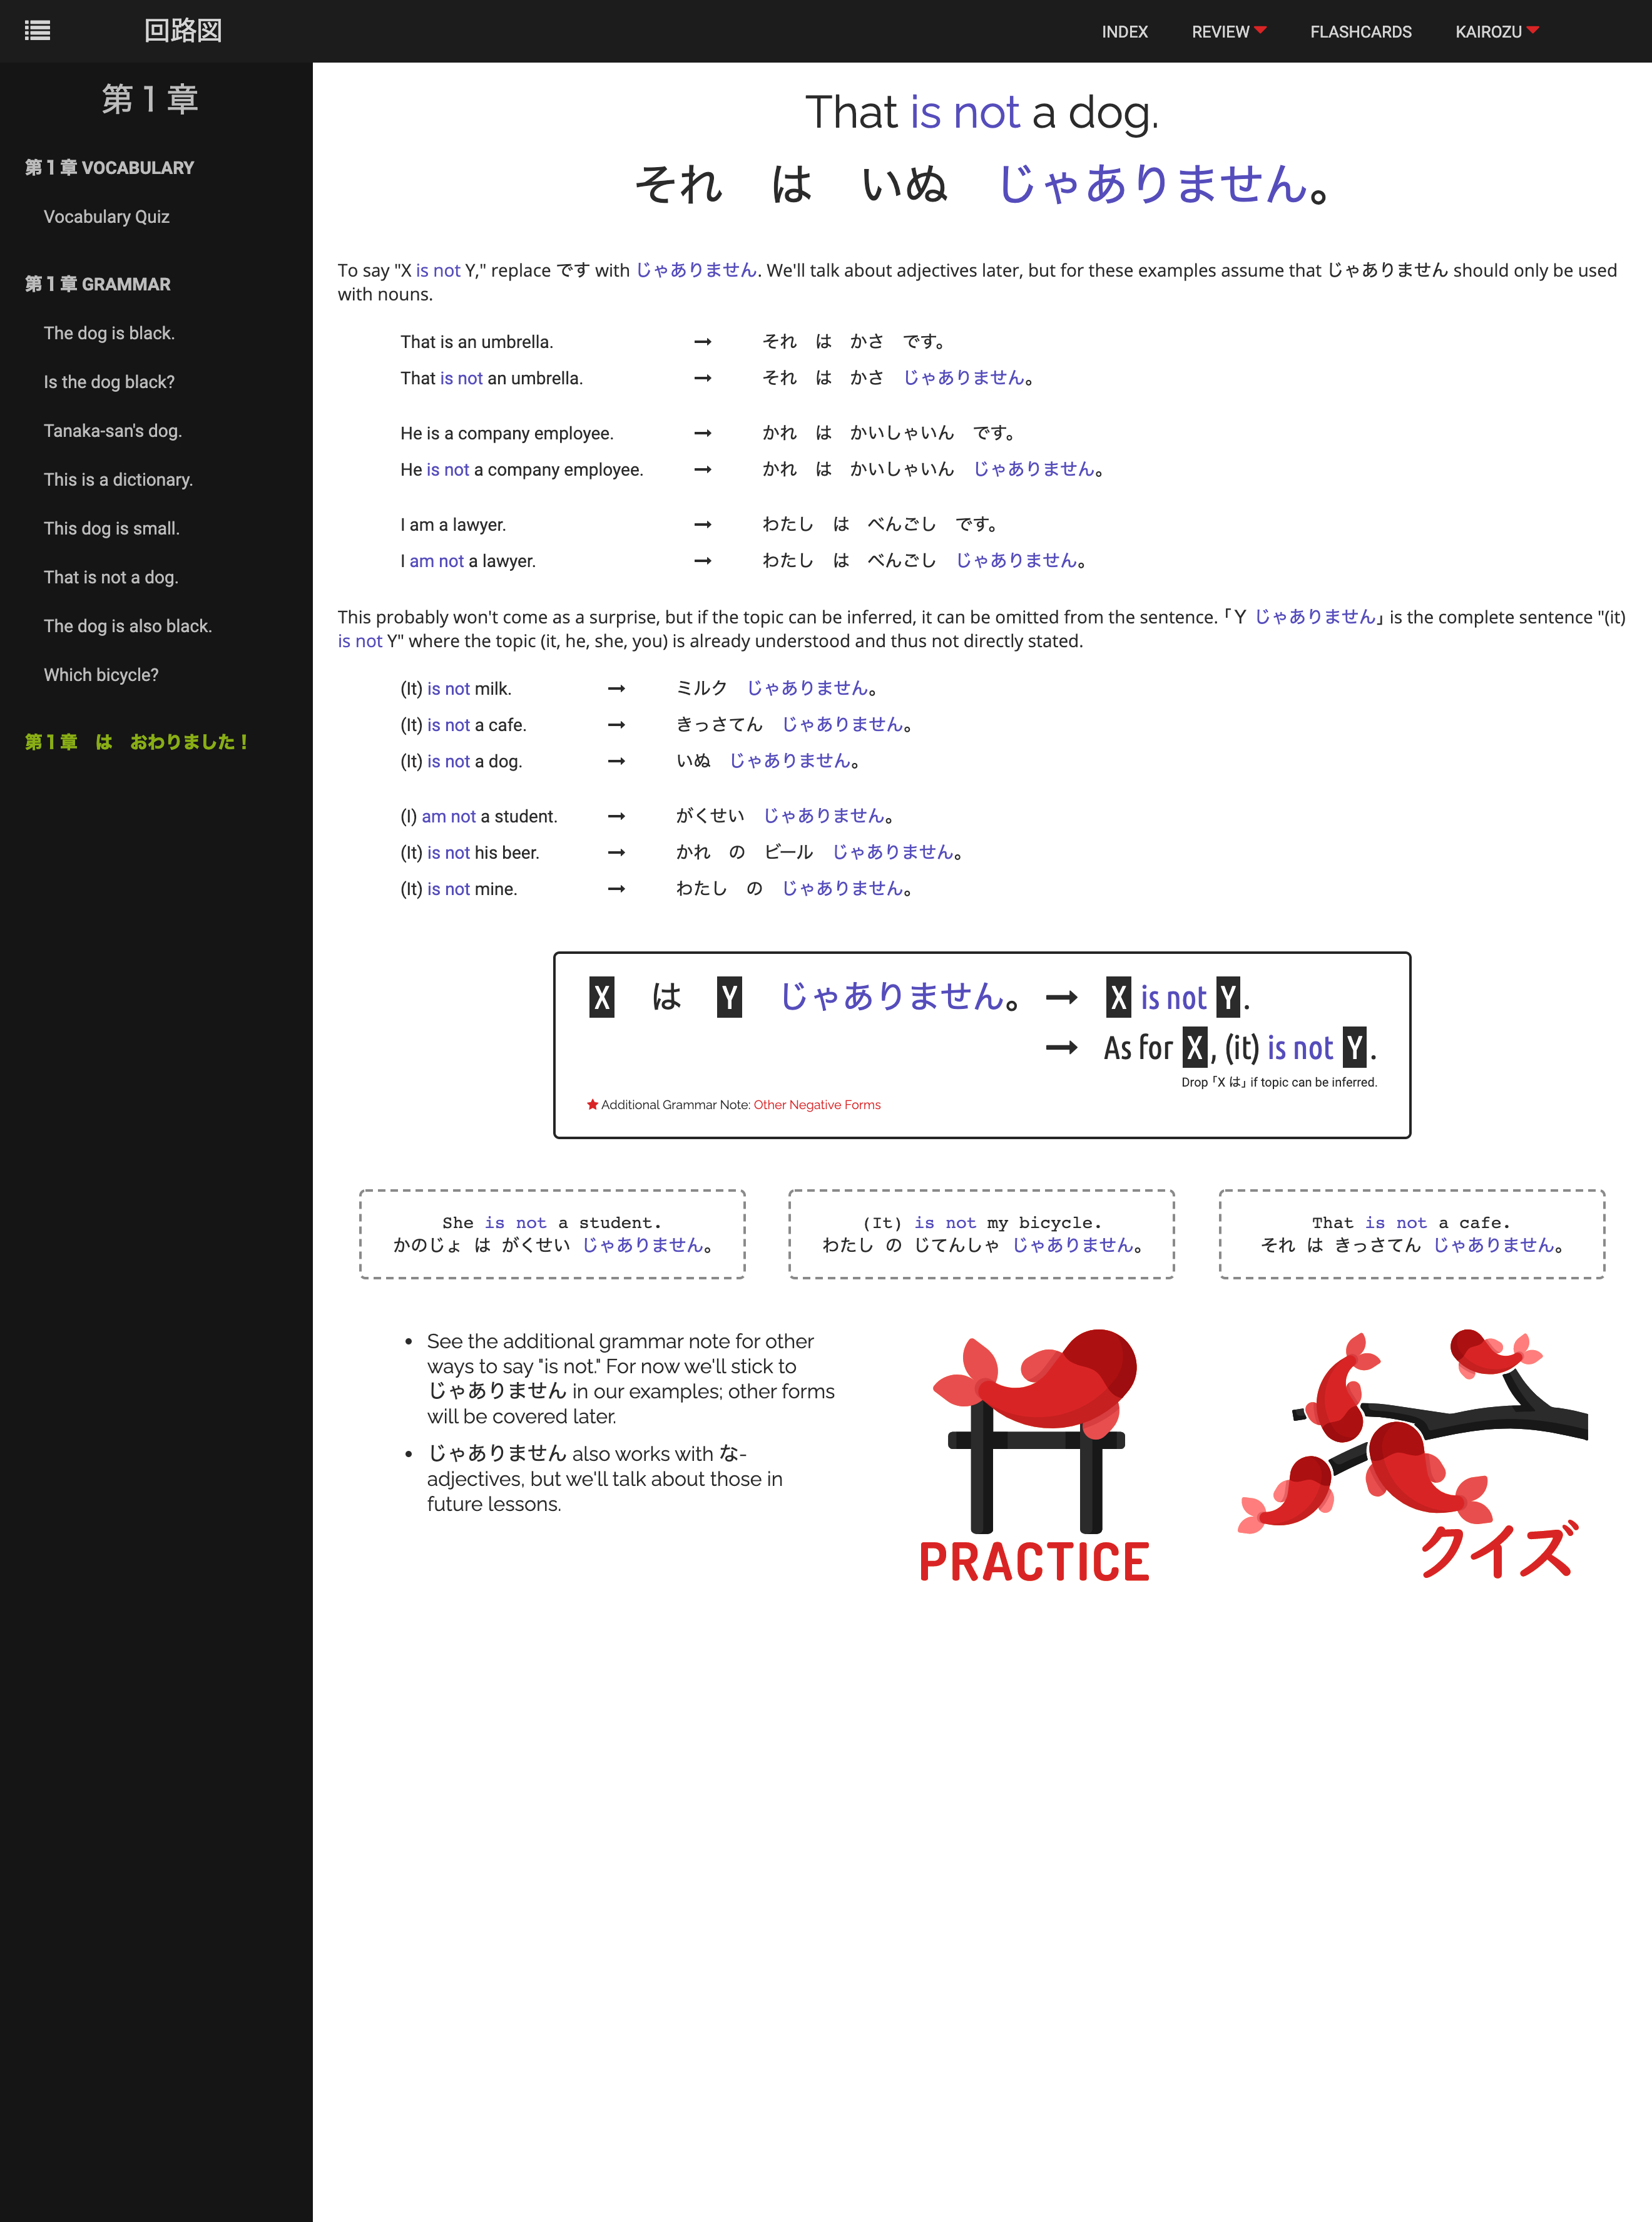 回路図
INDEX
REVIEW
FLASHCARDS
KAIROZU
第１章
第１章 VOCABULARY
Vocabulary Quiz
第１章 GRAMMAR
The dog is black.
Is the dog black?
Tanaka-san's dog.
This is a dictionary.
This dog is small.
That is not a dog.
The dog is also black.
Which bicycle?
第１章　は　おわりました！
That is not a dog.
それ　は　いぬ　じゃありません。
To say "X is not Y," replace です with じゃありません. We'll talk about adjectives later, but for these examples assume that じゃありません should only be used
with nouns.
That is an umbrella. → それ　は　かさ　です。
That is not an umbrella. → それ　は　かさ　じゃありません。
He is a company employee. → かれ　は　かいしゃいん　です。
He is not a company employee. → かれ　は　かいしゃいん　じゃありません。
I am a lawyer. → わたし　は　べんごし　です。
I am not a lawyer. → わたし　は　べんごし　じゃありません。
This probably won't come as a surprise, but if the topic can be inferred, it can be omitted from the sentence. 「Y じゃありません」 is the complete sentence "(it)
is not Y" where the topic (it, he, she, you) is already understood and thus not directly stated.
(It) is not milk. → ミルク　じゃありません。
(It) is not a cafe. → きっさてん　じゃありません。
(It) is not a dog. → いぬ　じゃありません。
(I) am not a student. → がくせい　じゃありません。
(It) is not his beer. → かれ　の　ビール　じゃありません。
(It) is not mine. → わたし　の　じゃありません。
X　は　Y　じゃありません。 → X is not Y.
→ As for X, (it) is not Y.
Drop 「X は」 if topic can be inferred.
★ Additional Grammar Note: Other Negative Forms
She is not a student.
かのじょ は がくせい じゃありません。
(It) is not my bicycle.
わたし の じてんしゃ じゃありません。
That is not a cafe.
それ は きっさてん じゃありません。
• See the additional grammar note for other
ways to say "is not." For now we'll stick to
じゃありません in our examples; other forms
will be covered later.
• じゃありません also works with な-
adjectives, but we'll talk about those in
future lessons.
PRACTICE
クイズ